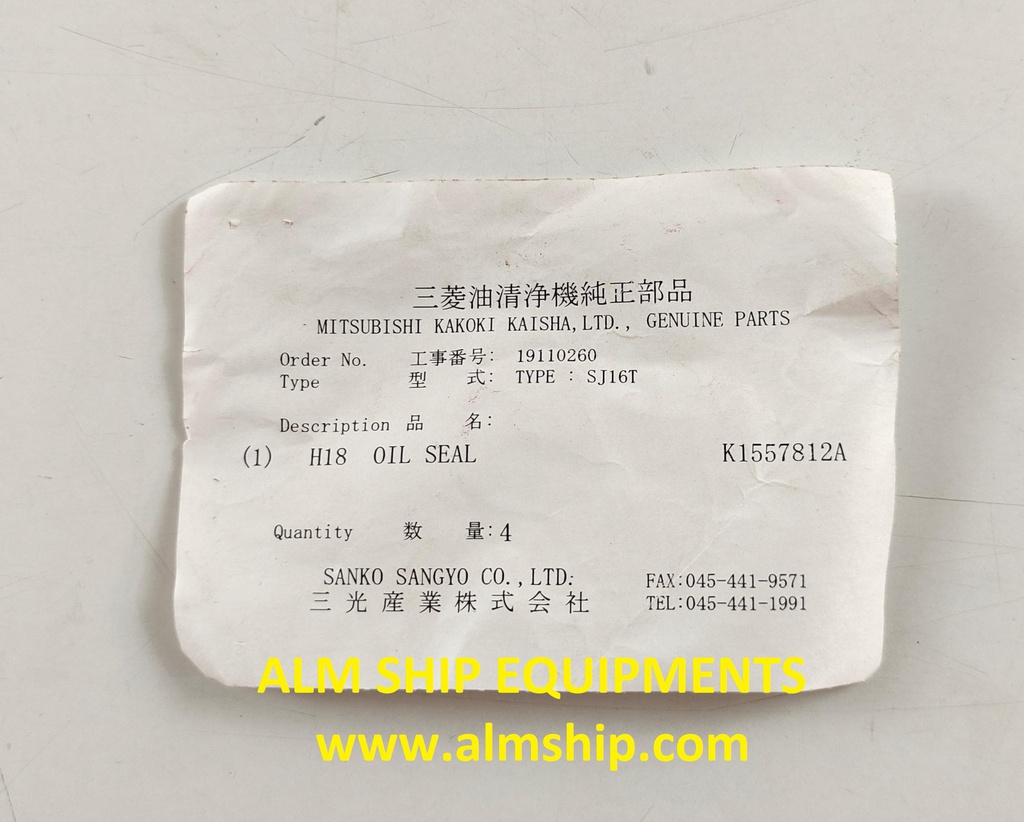 三菱油清浄機純正部品
MITSUBISHI KAKOKI KAISHA,LTD., GENUINE PARTS
Order No. 工事番号: 19110260
Type 型 式: TYPE : SJ16T
Description 品 名:
(1) H18 OIL SEAL K1557812A
Quantity 数 量: 4
SANKO SANGYO CO.,LTD. FAX:045-441-9571
三光産業株式会社 TEL:045-441-1991
ALM SHIP EQUIPMENTS
www.almship.com